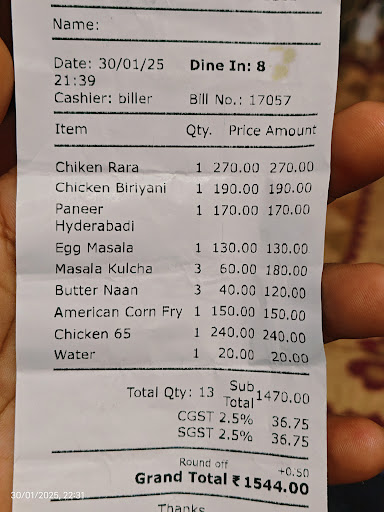 Name:
Date: 30/01/25 Dine In: 8
21:39
Cashier: biller Bill No.: 17057
Item Qty. Price Amount
Chiken Rara 1 270.00 270.00
Chicken Biriyani 1 190.00 190.00
Paneer 1 170.00 170.00
Hyderabadi
Egg Masala 1 130.00 130.00
Masala Kulcha 3 60.00 180.00
Butter Naan 3 40.00 120.00
American Corn Fry 1 150.00 150.00
Chicken 65 1 240.00 240.00
Water 1 20.00 20.00
Total Qty: 13 Sub Total 1470.00
CGST 2.5% 36.75
SGST 2.5% 36.75
Round off +0.50
Grand Total ₹ 1544.00
Thanks
30/01/2025, 22:31